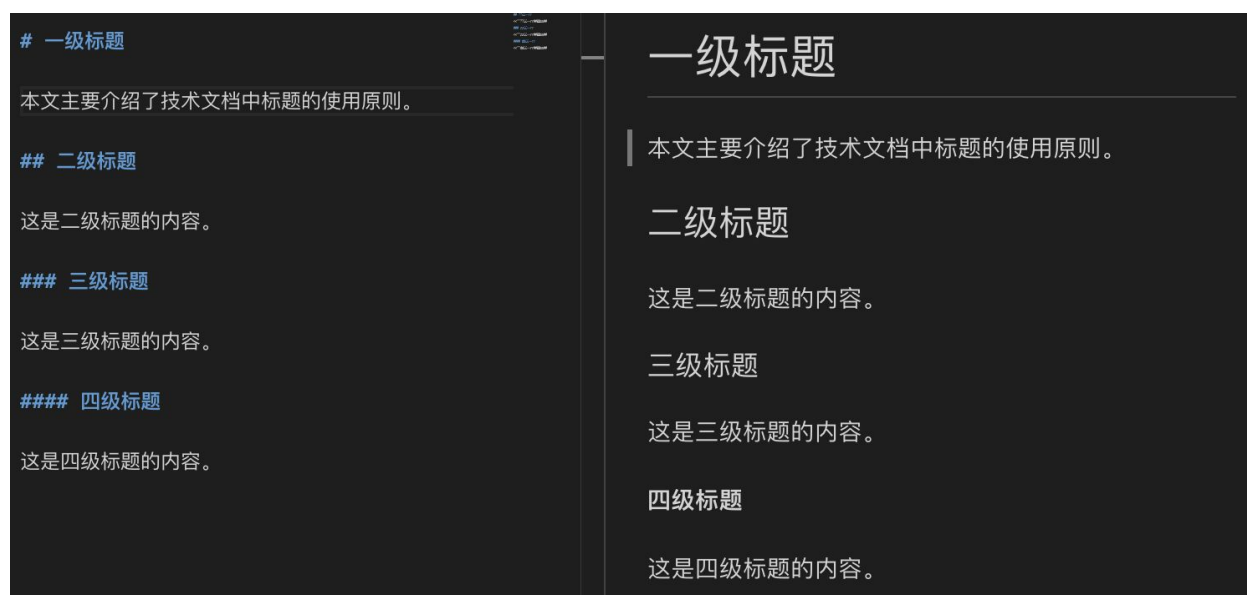 # 一级标题
本文主要介绍了技术文档中标题的使用原则。
## 二级标题
这是二级标题的内容。
### 三级标题
这是三级标题的内容。
#### 四级标题
这是四级标题的内容。
一级标题
本文主要介绍了技术文档中标题的使用原则。
二级标题
这是二级标题的内容。
三级标题
这是三级标题的内容。
四级标题
这是四级标题的内容。